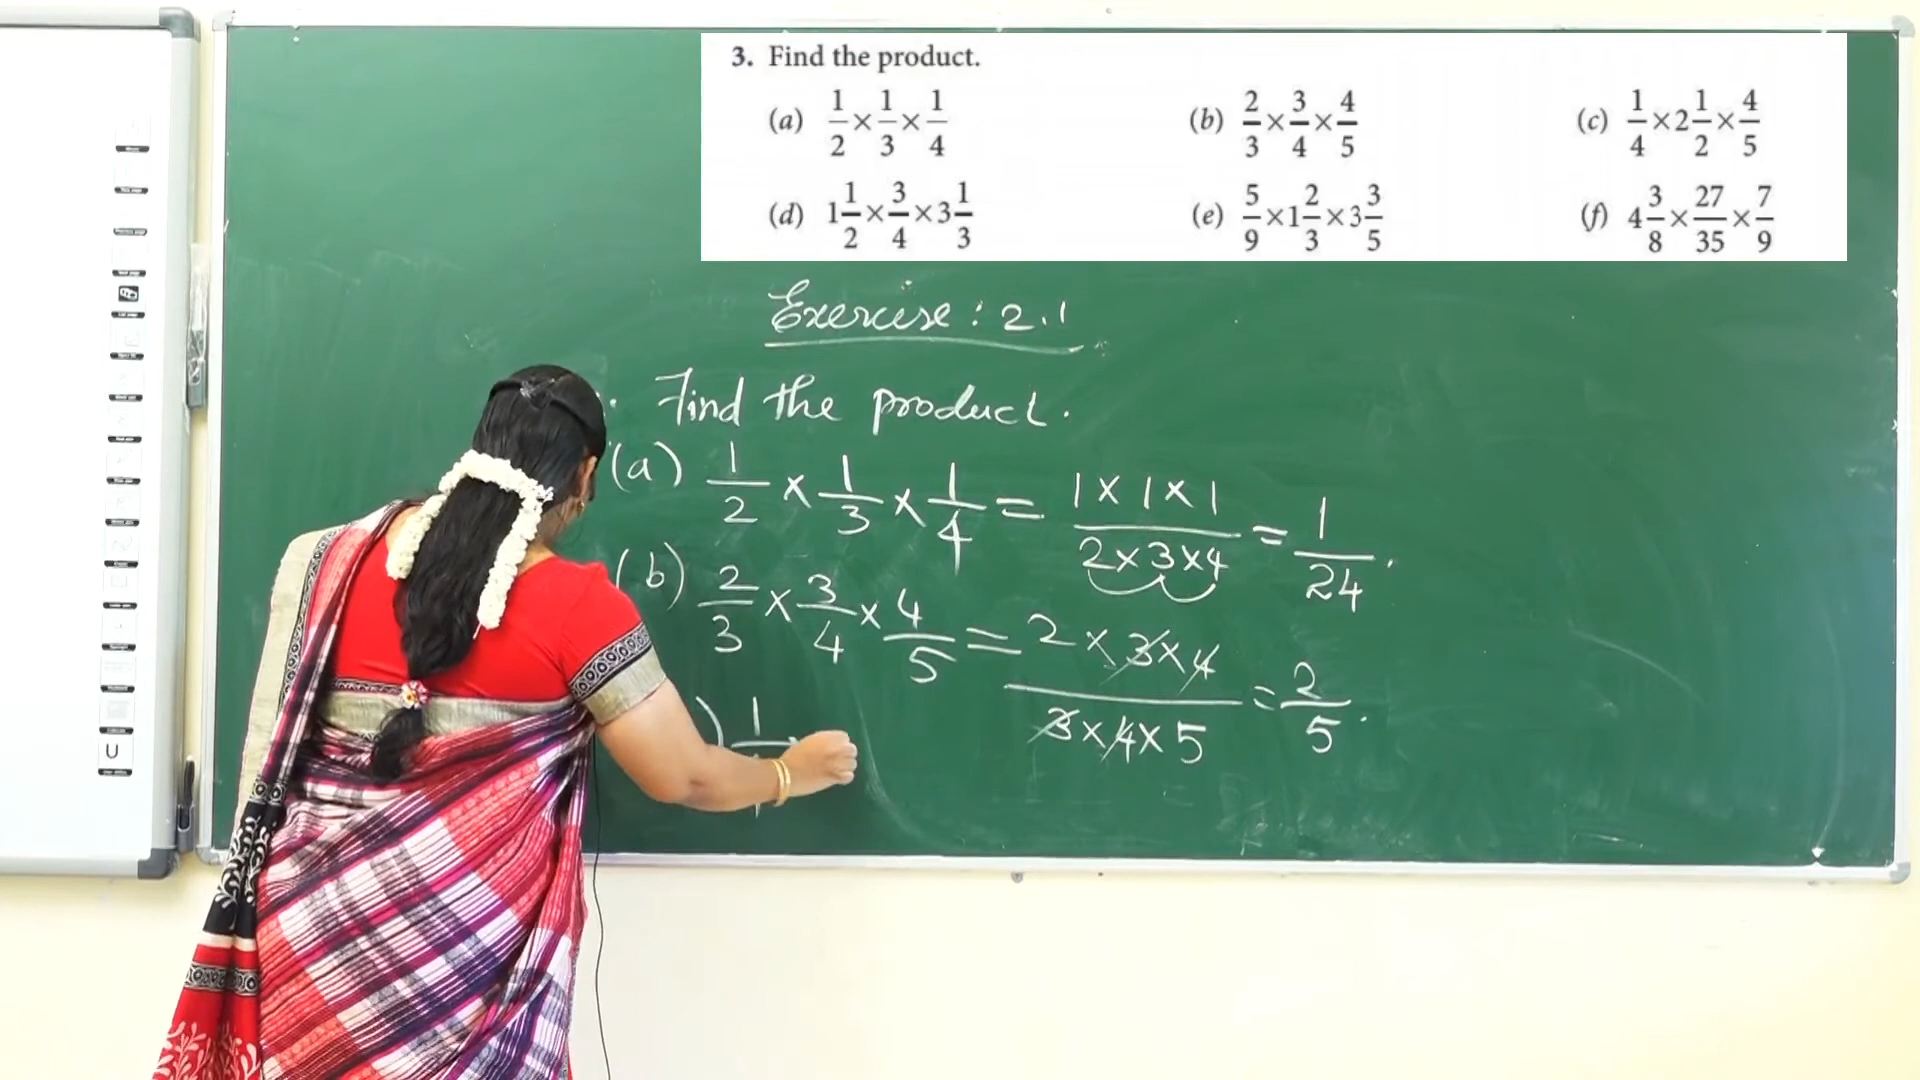 3. Find the product.
(a) 1/2 × 1/3 × 1/4 (b) 2/3 × 3/4 × 4/5 (c) 1/4 × 2 1/2 × 4/5
(d) 1 1/2 × 3/4 × 3 1/3 (e) 5/9 × 1 2/3 × 3 3/5 (f) 4 3/8 × 27/35 × 7/9
Exercise : 2.1
Find the product.
(a) 1/2 × 1/3 × 1/4 = 1 × 1 × 1 / 2 × 3 × 4 = 1/24.
(b) 2/3 × 3/4 × 4/5 = 2 × 3 × 4 / 3 × 4 × 5 = 2/5.
) 1
U